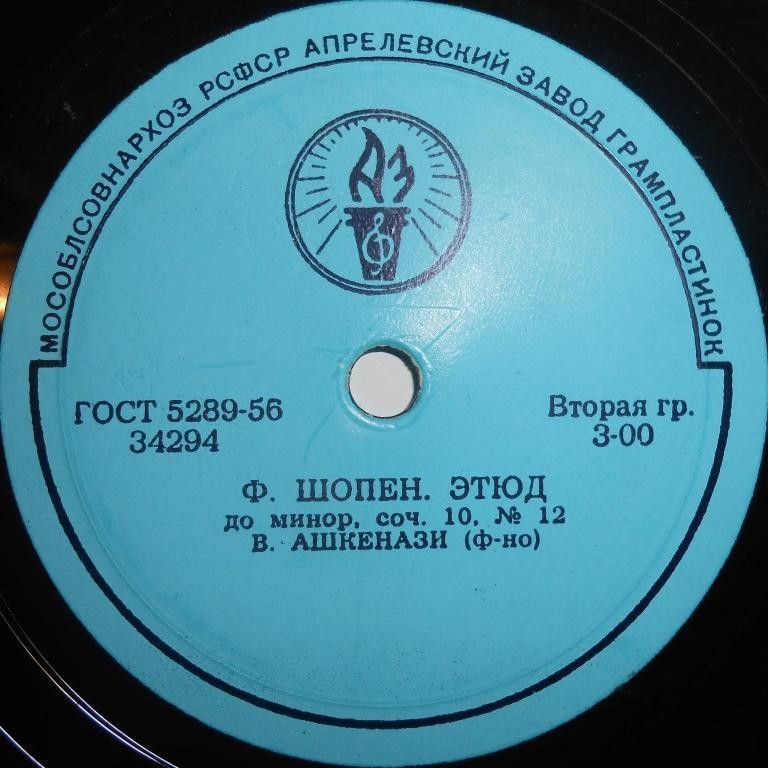 МОСОБЛСОВНАРХОЗ РСФСР АПРЕЛЕВСКИЙ ЗАВОД ГРАМПЛАСТИНОК
АЗ
ГОСТ 5289-56
34294
Вторая гр.
3-00
Ф. ШОПЕН. ЭТЮД
до минор, соч. 10, № 12
В. АШКЕНАЗИ (ф-но)